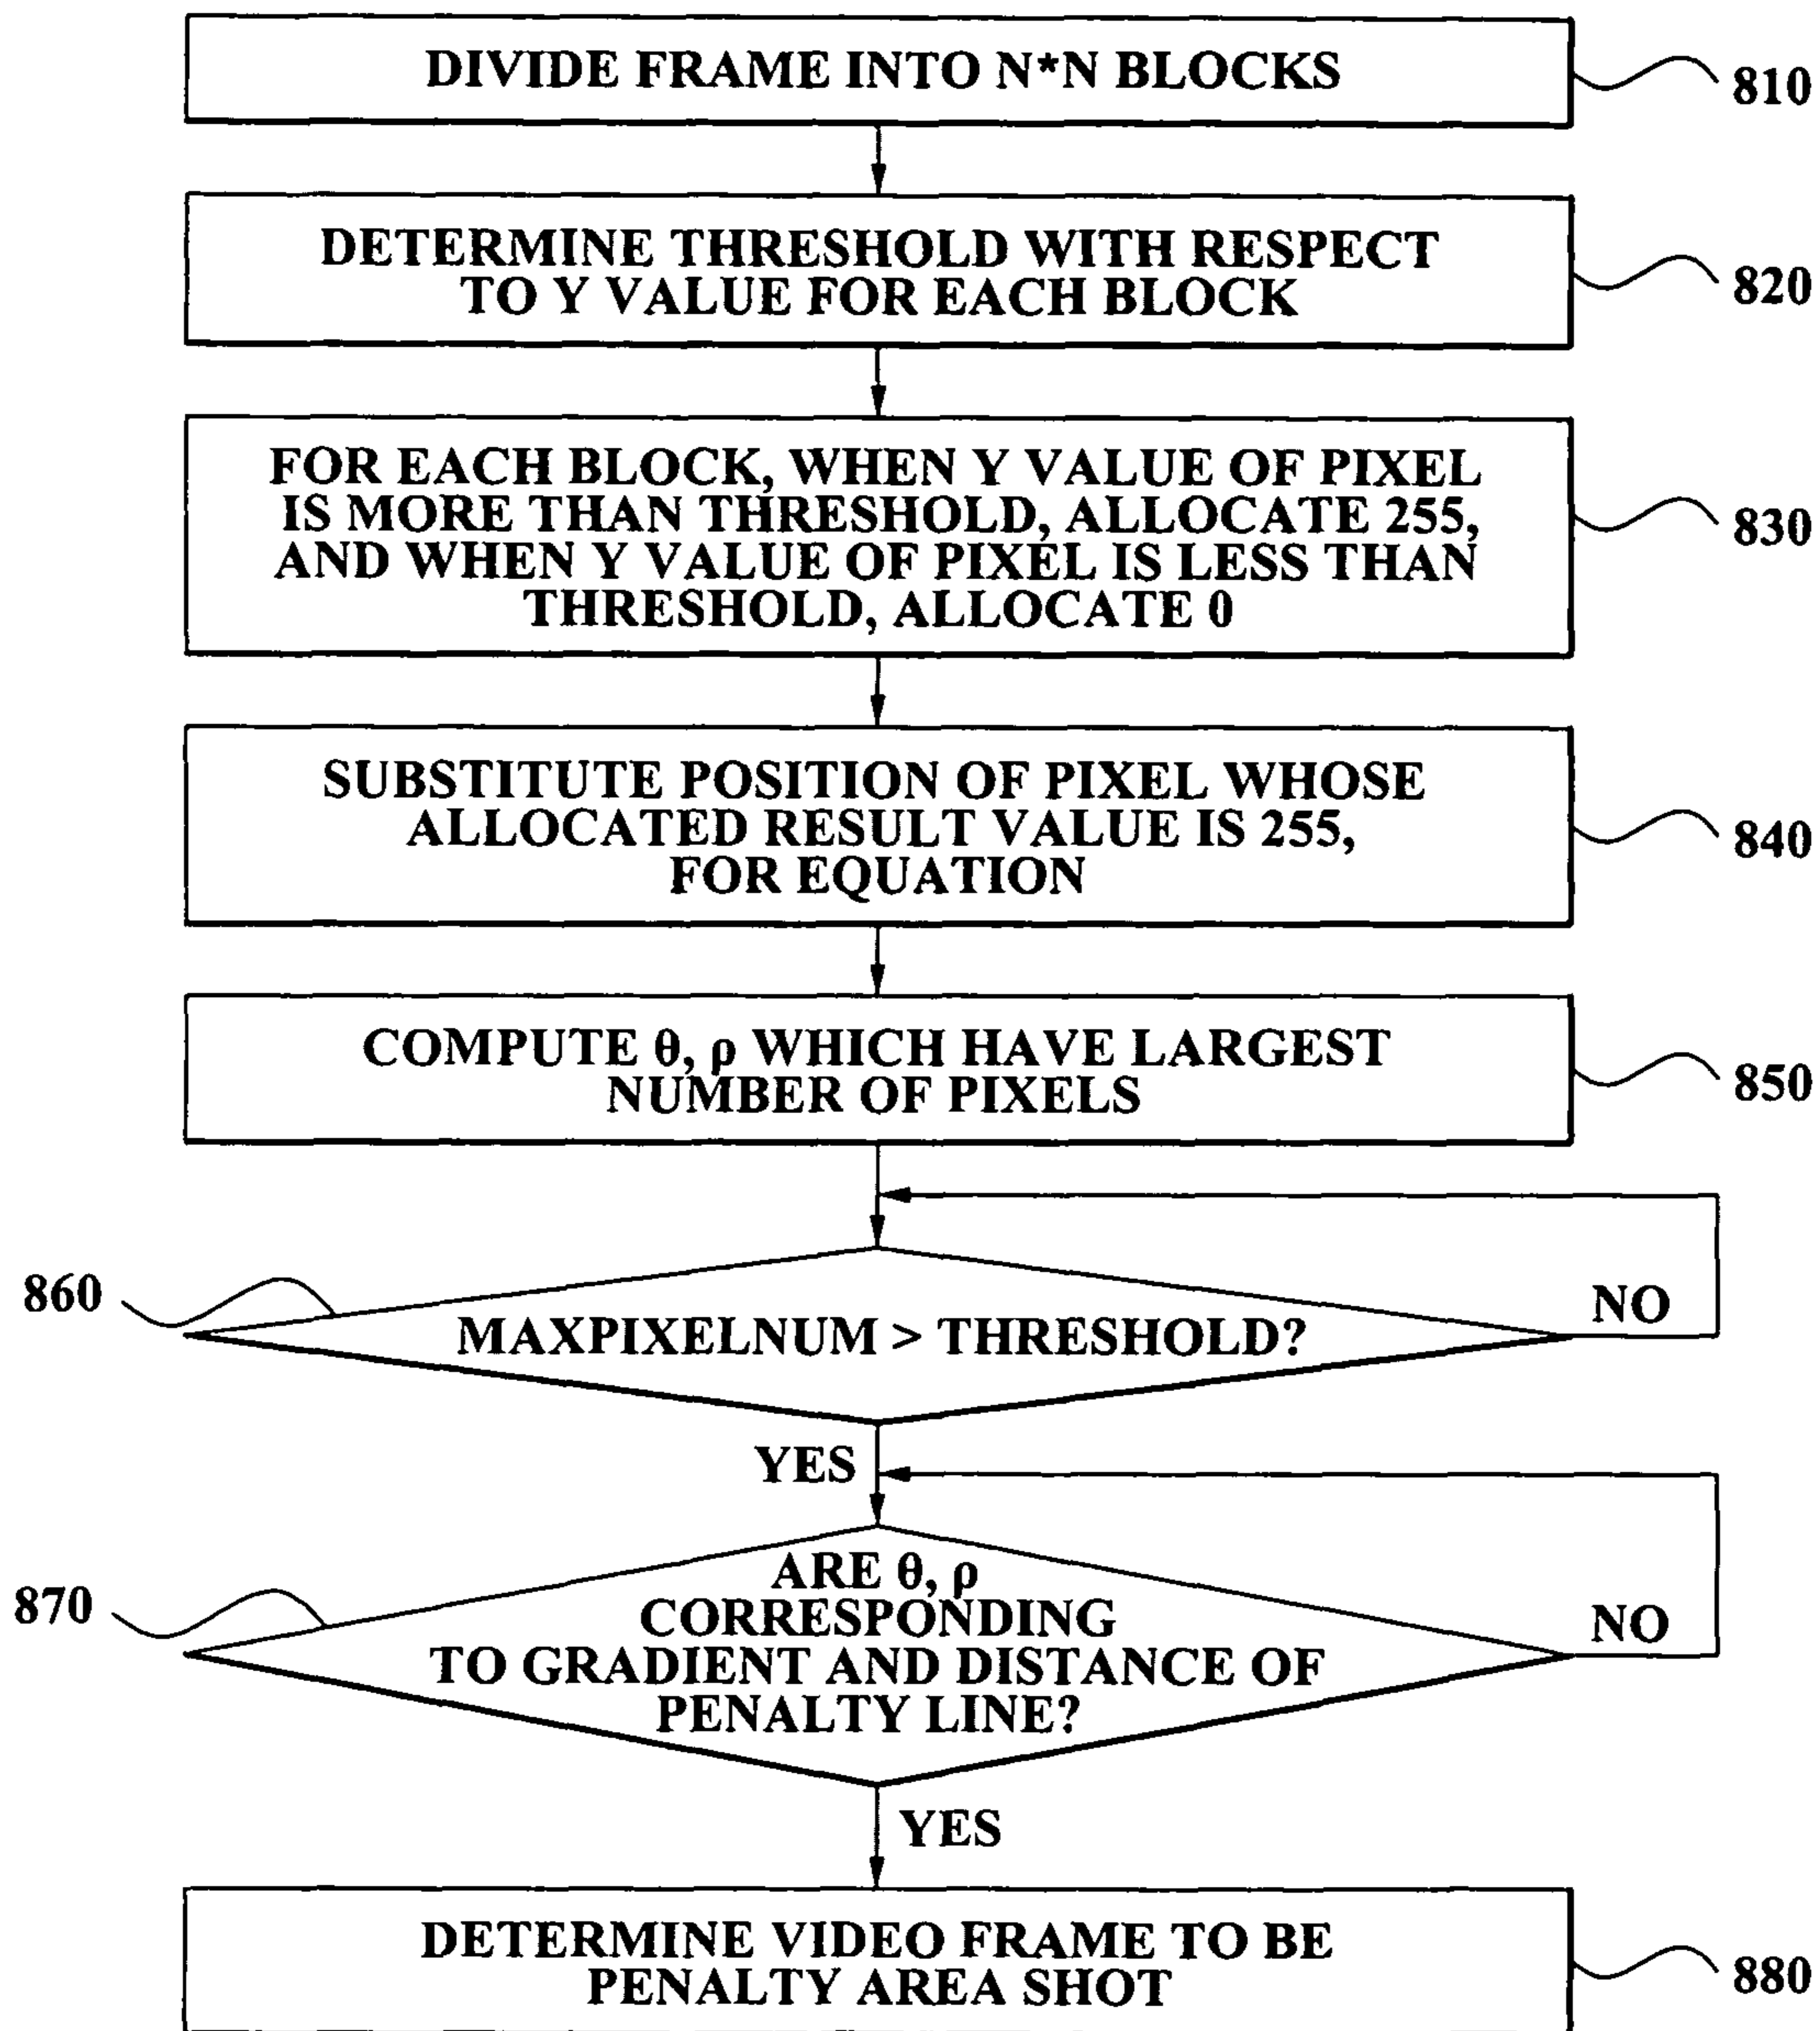 DIVIDE FRAME INTO N*N BLOCKS
810
DETERMINE THRESHOLD WITH RESPECT
TO Y VALUE FOR EACH BLOCK
820
FOR EACH BLOCK, WHEN Y VALUE OF PIXEL
IS MORE THAN THRESHOLD, ALLOCATE 255,
AND WHEN Y VALUE OF PIXEL IS LESS THAN
THRESHOLD, ALLOCATE 0
830
SUBSTITUTE POSITION OF PIXEL WHOSE
ALLOCATED RESULT VALUE IS 255,
FOR EQUATION
840
COMPUTE θ, ρ WHICH HAVE LARGEST
NUMBER OF PIXELS
850
860
MAXPIXELNUM > THRESHOLD?
NO
YES
870
ARE θ, ρ
CORRESPONDING
TO GRADIENT AND DISTANCE OF
PENALTY LINE?
NO
YES
DETERMINE VIDEO FRAME TO BE
PENALTY AREA SHOT
880